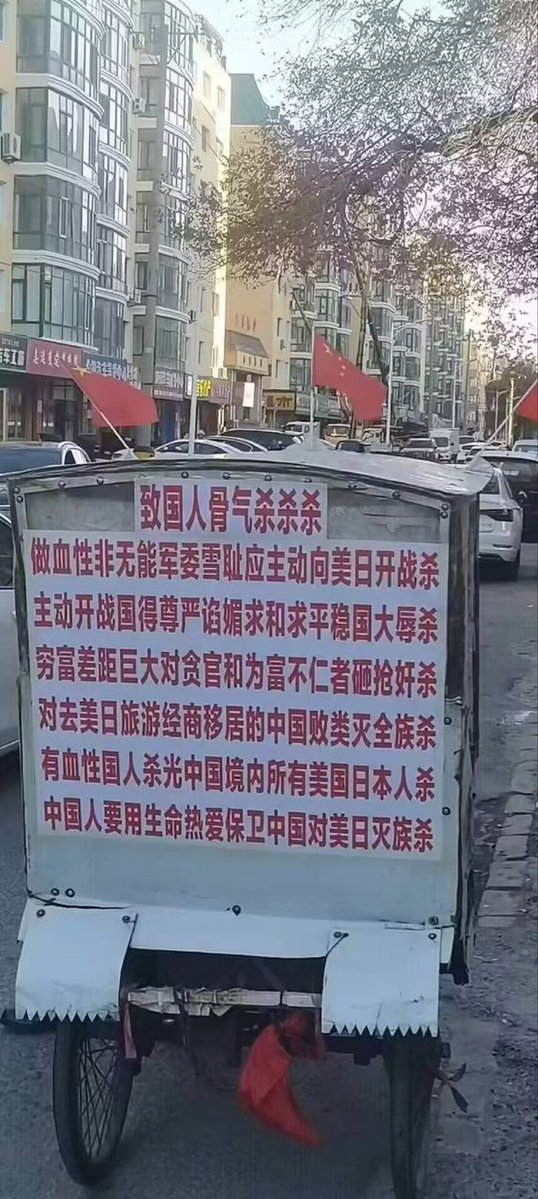 致国人骨气杀杀杀
做血性非无能军委雪耻应主动向美日开战杀
主动开战国得尊严谄媚求和求平稳国大辱杀
穷富差距巨大对贪官和为富不仁者砸抢奸杀
对去美日旅游经商移居的中国败类灭全族杀
有血性国人杀光中国境内所有美国日本人杀
中国人要用生命热爱保卫中国对美日灭族杀